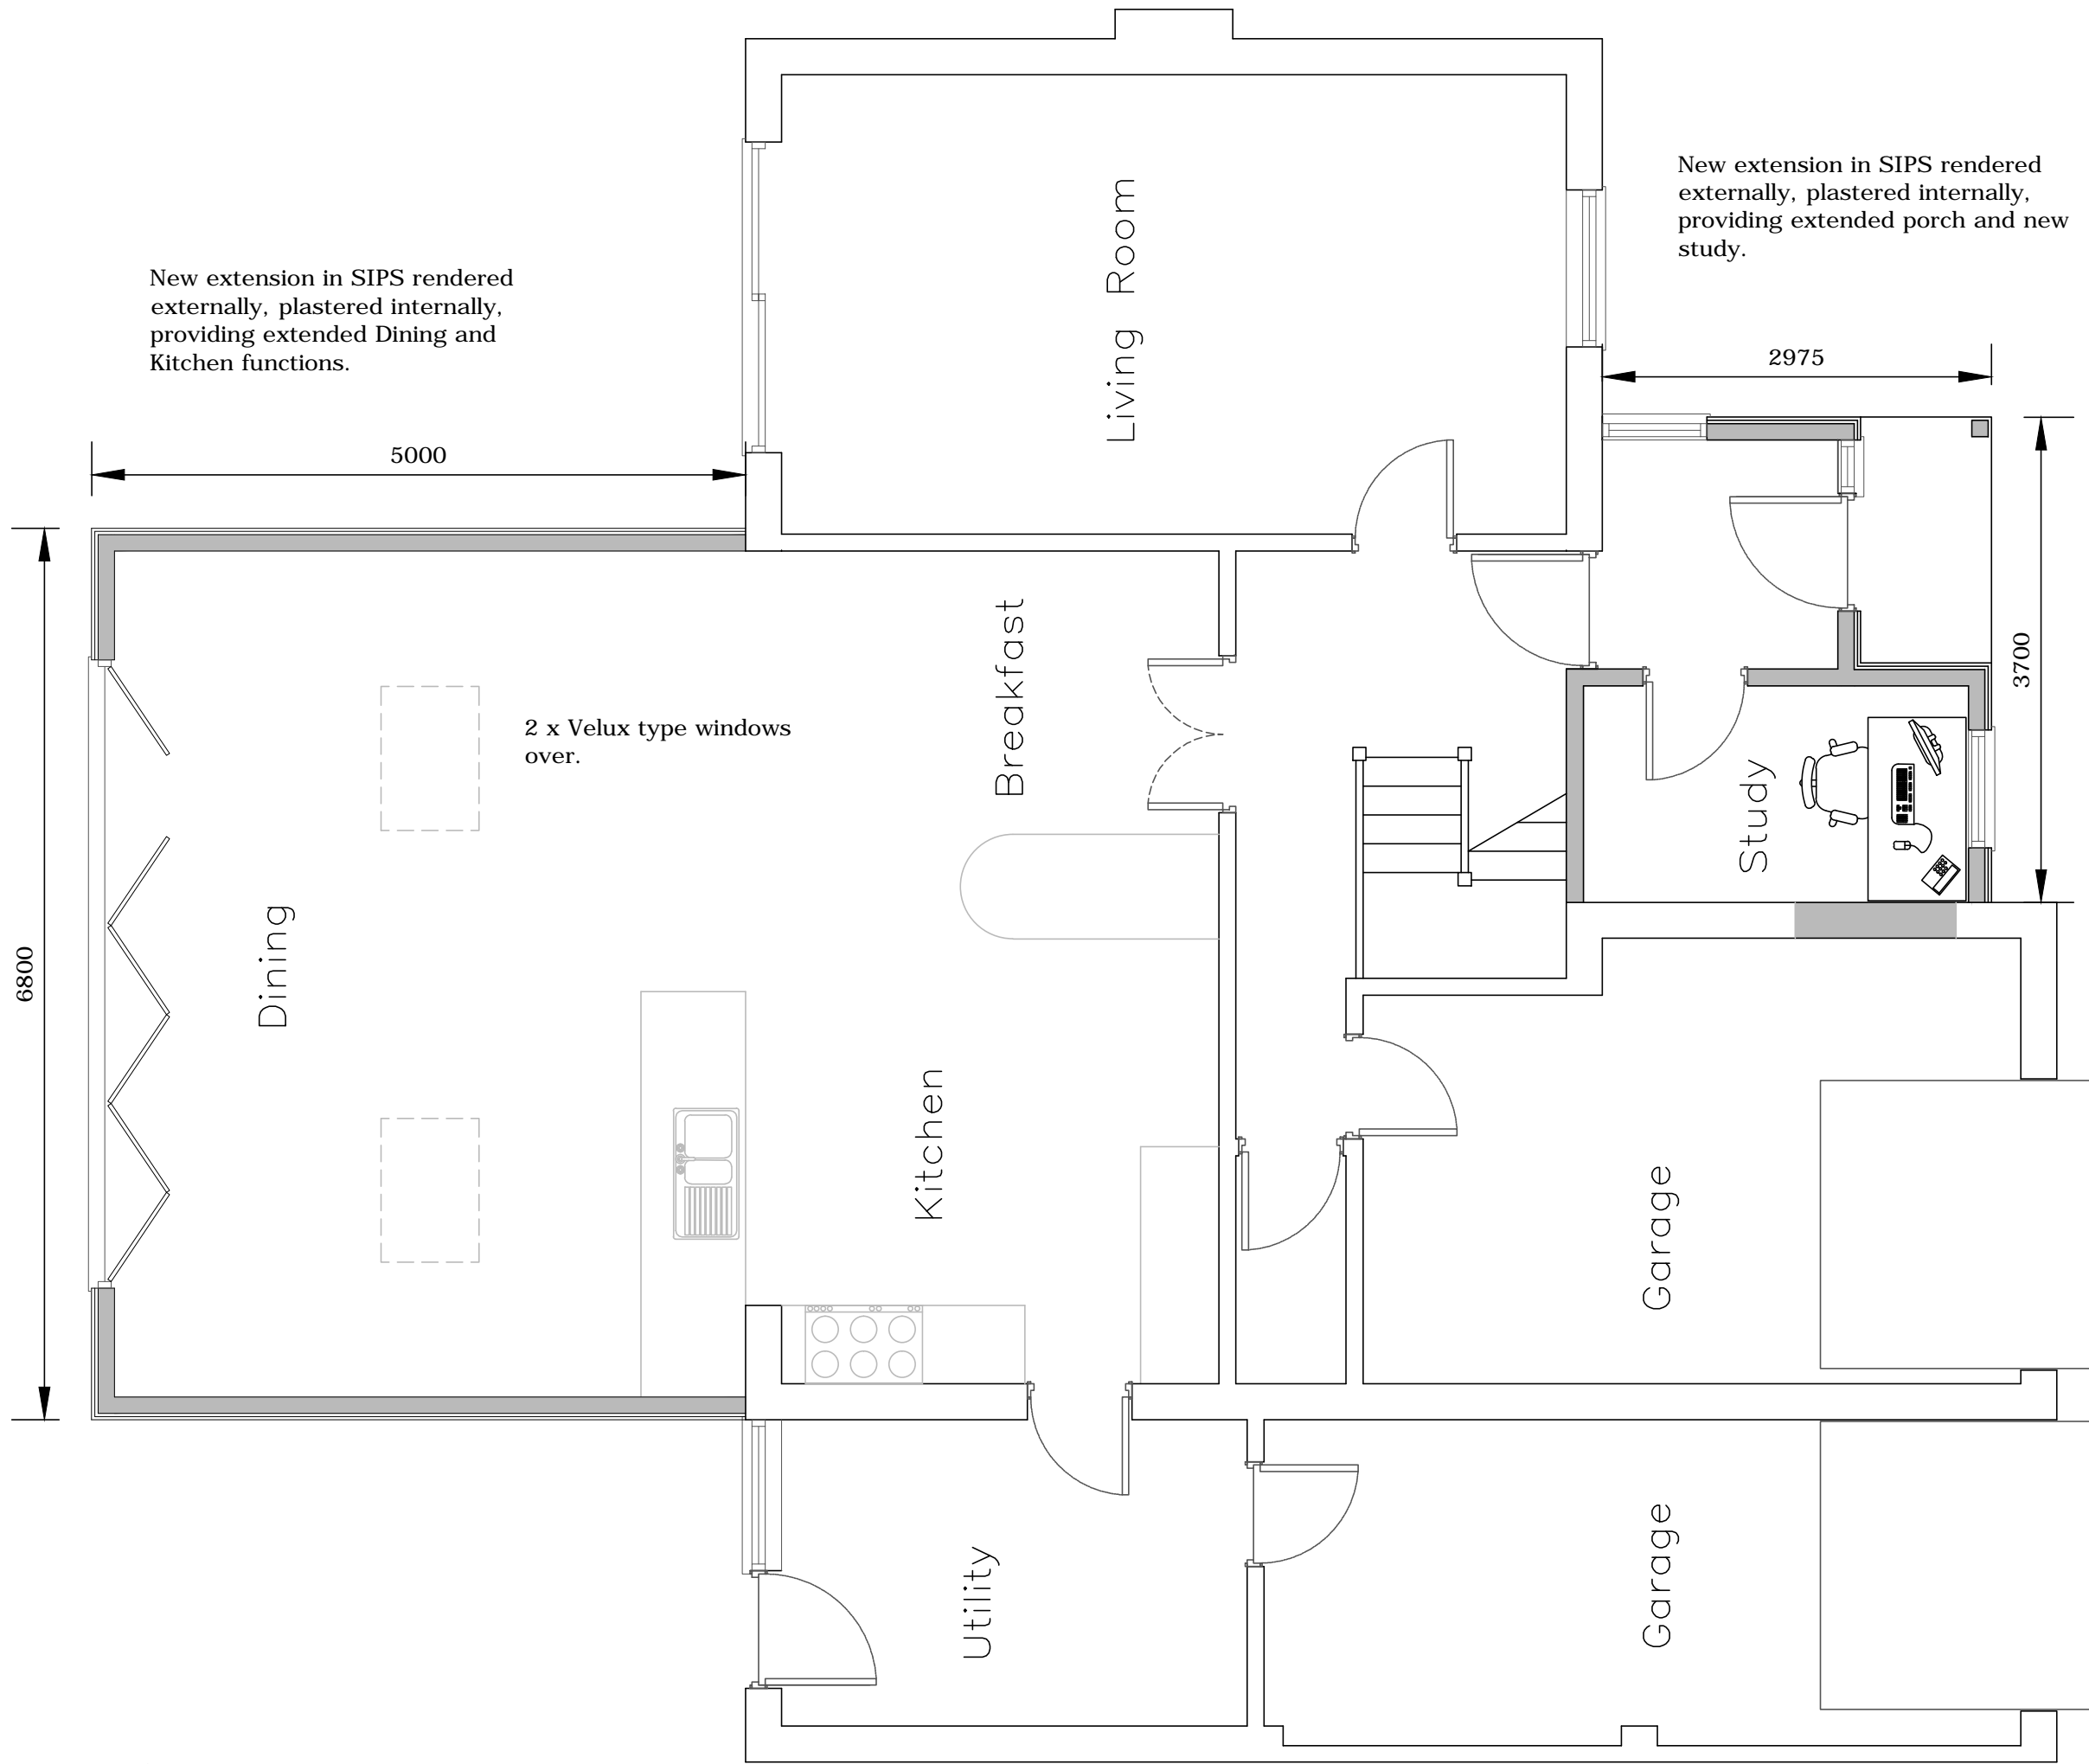 New extension in SIPS rendered
externally, plastered internally,
providing extended porch and new
study.
New extension in SIPS rendered
externally, plastered internally,
providing extended Dining and
Kitchen functions.
Living Room
2975
5000
3700
6800
2 x Velux type windows
over.
Breakfast
Study
Dining
Kitchen
Garage
Utility
Garage